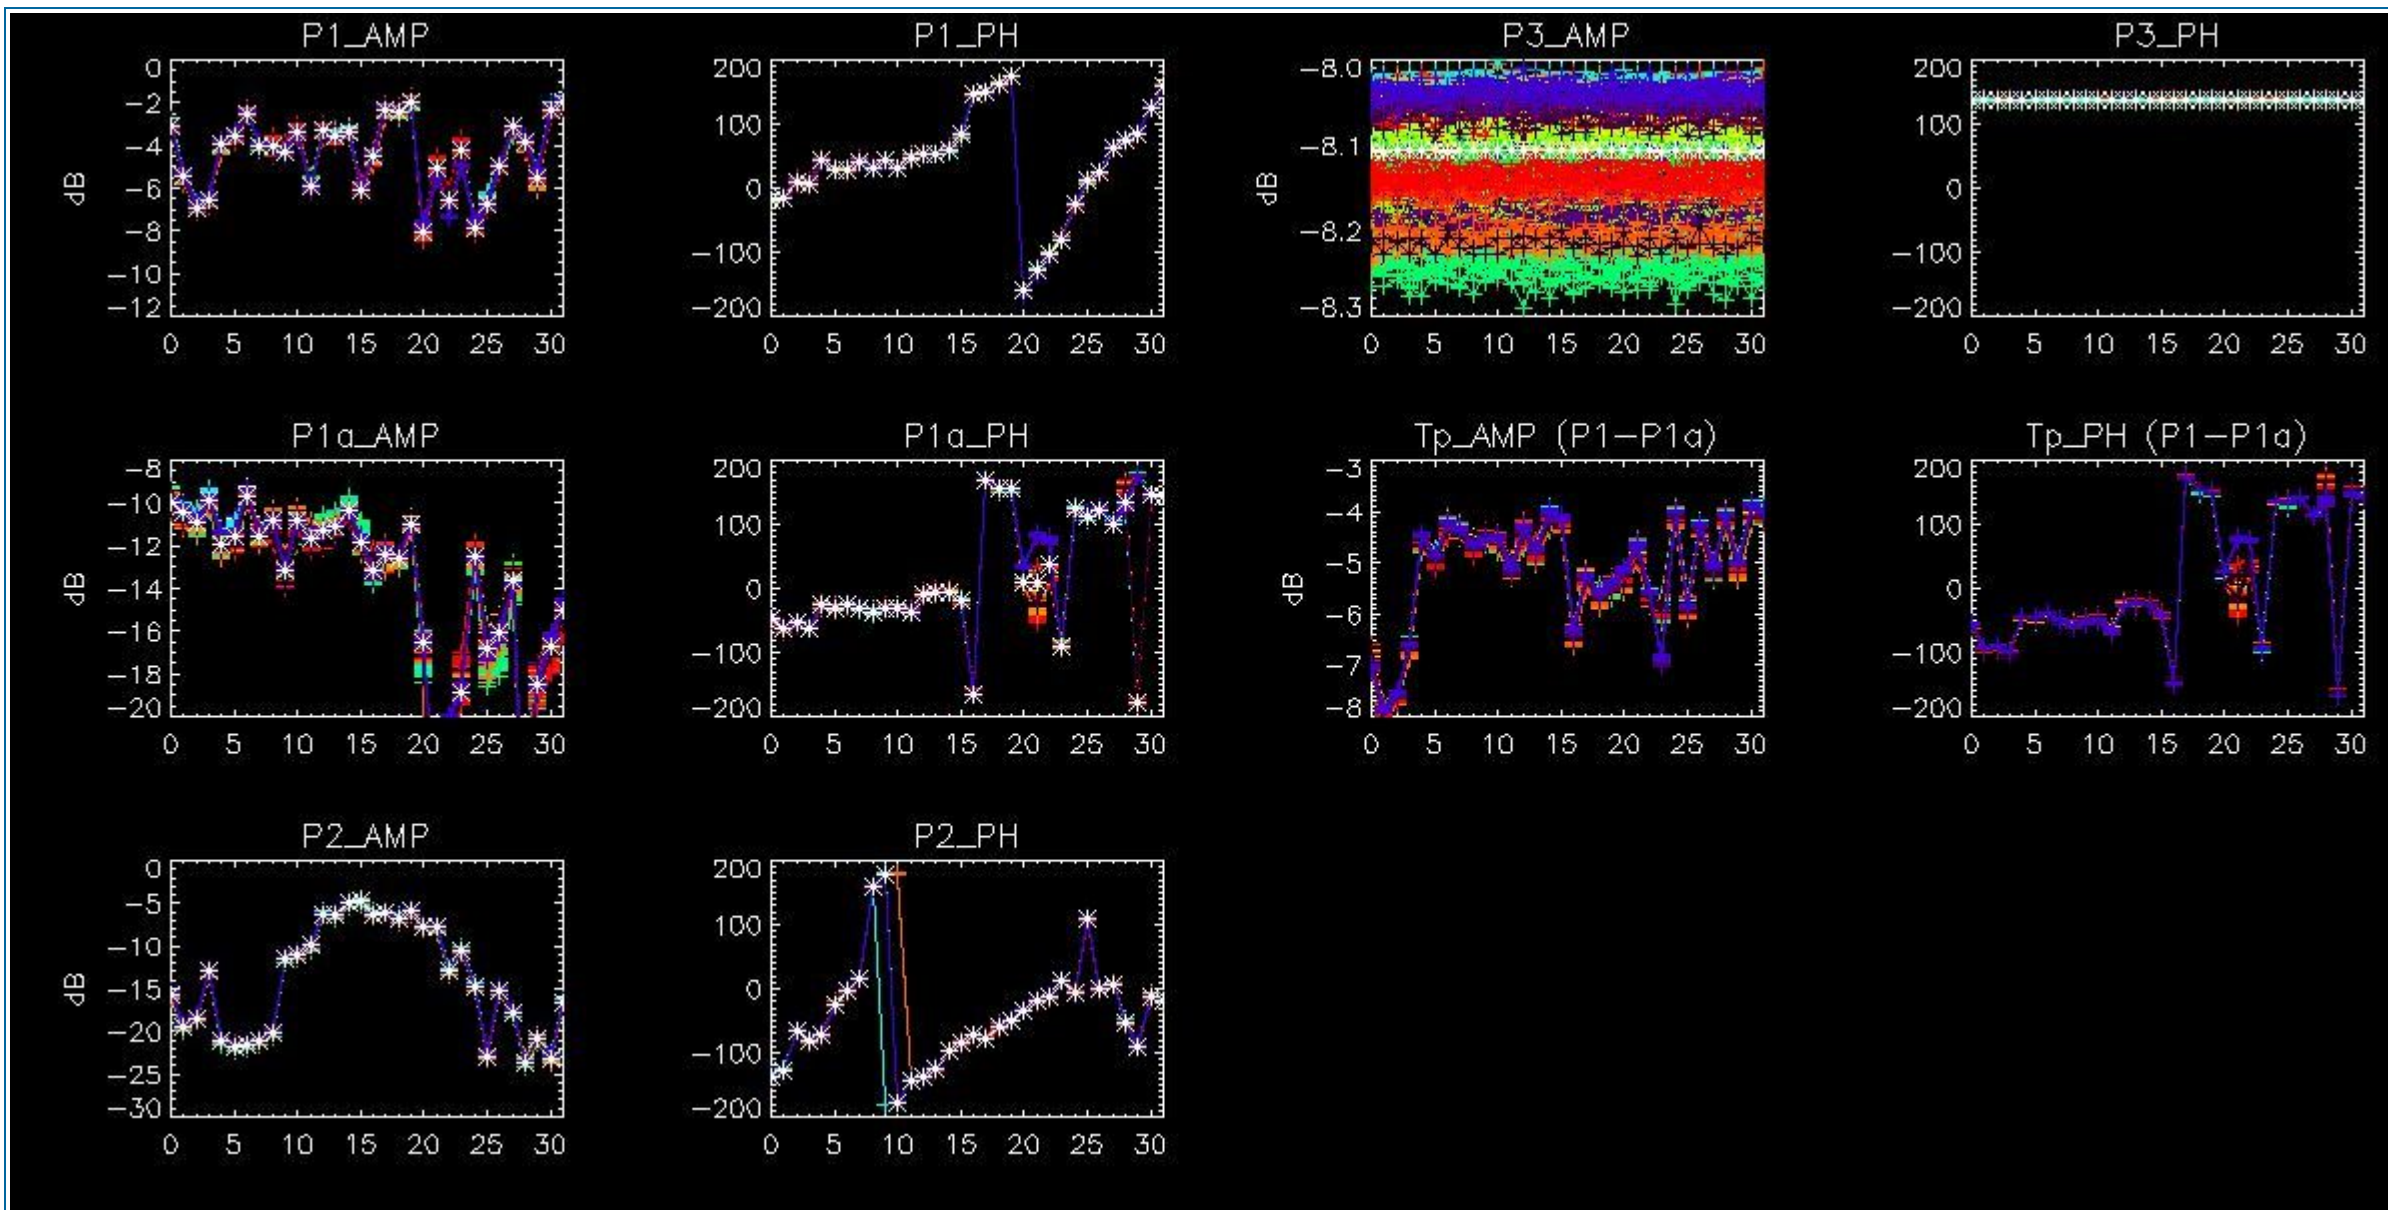 P1_AMP
P1_PH
P3_AMP
P3_PH
0
−2
−4
−6
−8
−10
−12
dB
0 5 10 15 20 25 30
200
100
0
−100
−200
0 5 10 15 20 25 30
−8.0
−8.1
−8.2
−8.3
dB
0 5 10 15 20 25 30
200
100
0
−100
−200
0 5 10 15 20 25 30
P1a_AMP
P1a_PH
Tp_AMP (P1−P1a)
Tp_PH (P1−P1a)
−8
−10
−12
−14
−16
−18
−20
dB
0 5 10 15 20 25 30
200
100
0
−100
−200
0 5 10 15 20 25 30
−3
−4
−5
−6
−7
−8
dB
0 5 10 15 20 25 30
200
100
0
−100
−200
0 5 10 15 20 25 30
P2_AMP
P2_PH
0
−5
−10
−15
−20
−25
−30
dB
0 5 10 15 20 25 30
200
100
0
−100
−200
0 5 10 15 20 25 30